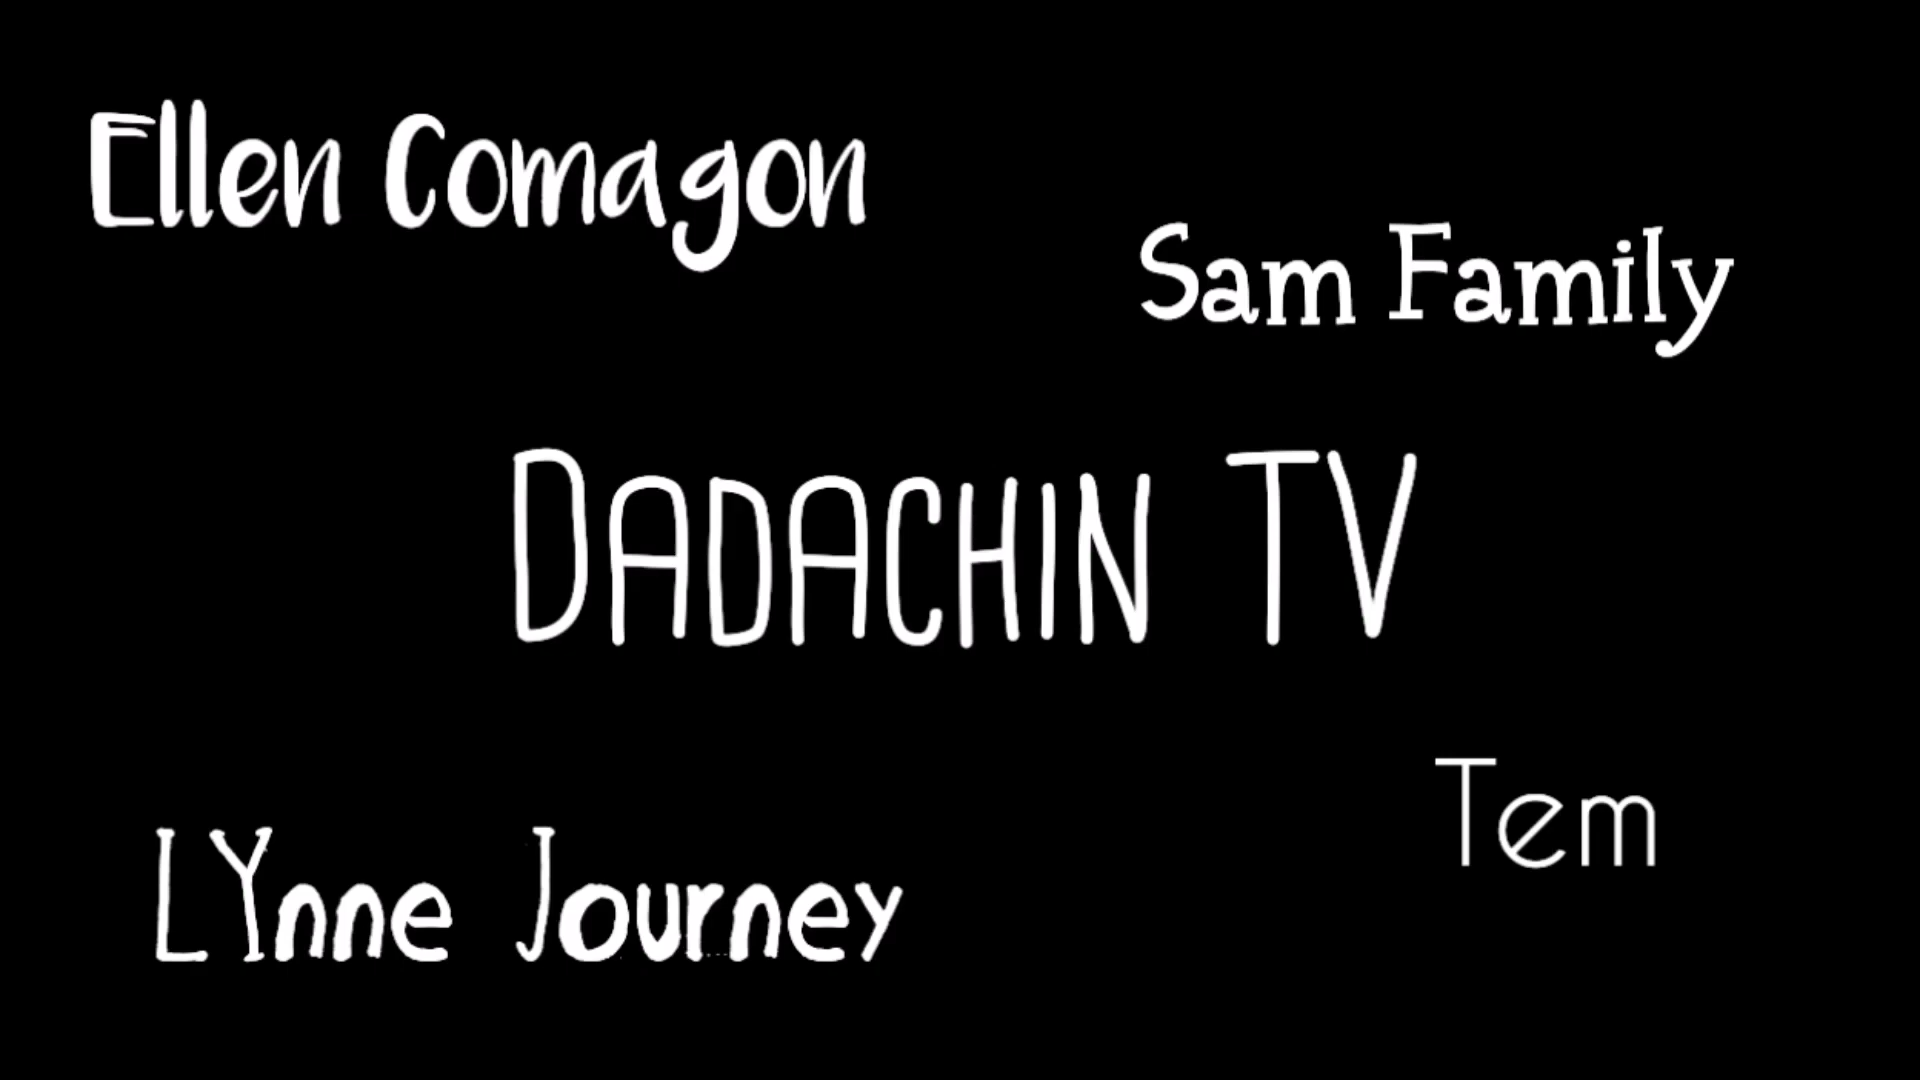 Ellen Comagon
Sam Family
DADACHIN TV
Tem
LYnne Journey